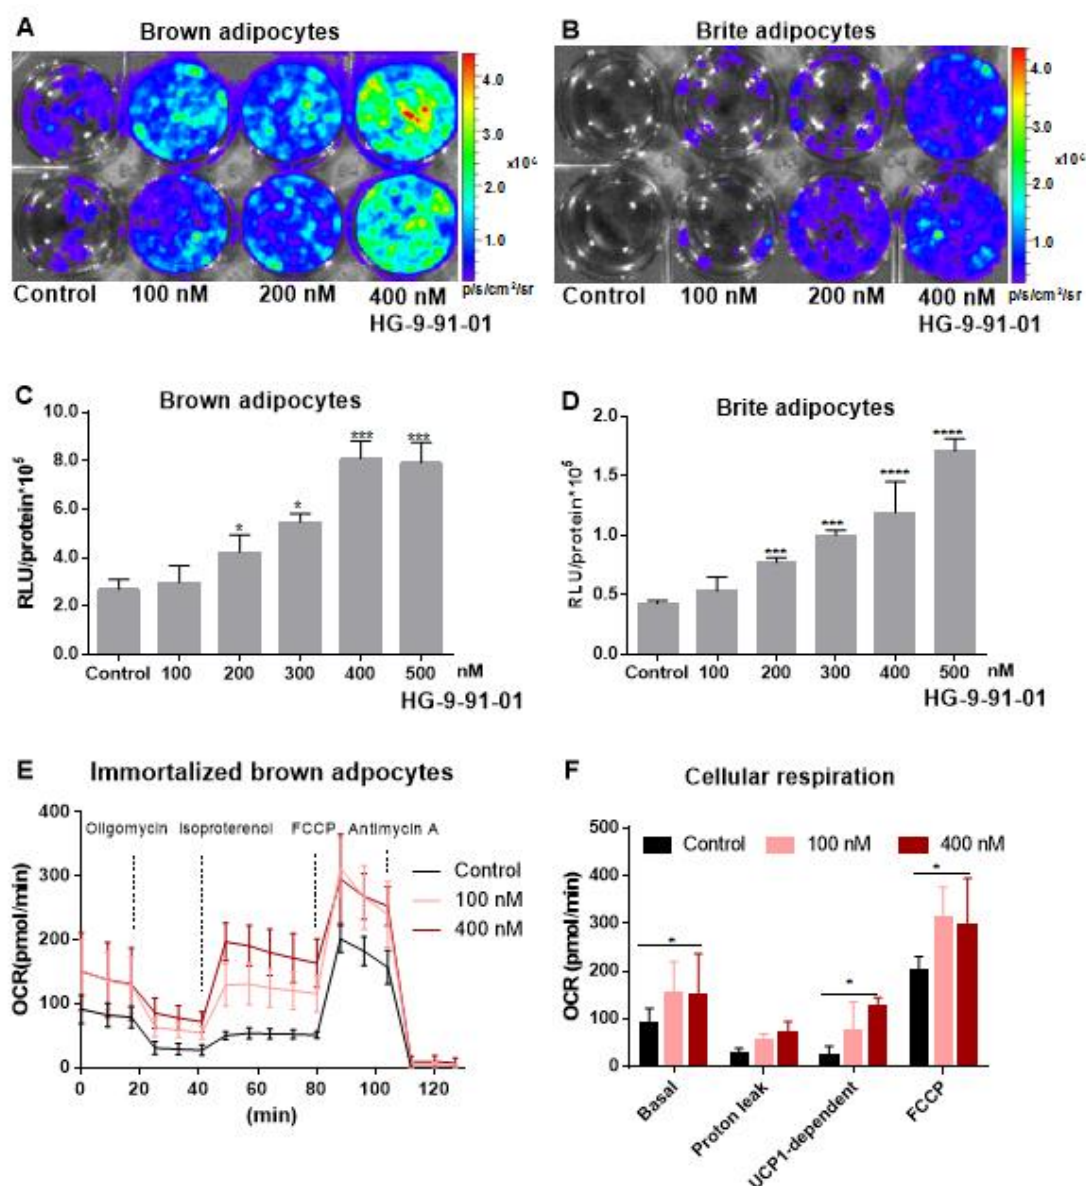 A
Brown adipocytes
4.0
3.0
2.0
1.0
Control 100 nM 200 nM 400 nM
p/s/cm²/sr
HG-9-91-01
B
Brite adipocytes
4.0
3.0
2.0
1.0
Control 100 nM 200 nM 400 nM
p/s/cm²/sr
HG-9-91-01
C
Brown adipocytes
RLU/protein*10⁵
10.0
8.0
6.0
4.0
2.0
0.0
* * *** ***
Control 100 200 300 400 500 nM
HG-9-91-01
D
Brite adipocytes
RLU/protein*10⁵
2.0
1.5
1.0
0.5
0.0
*** *** **** ****
Control 100 200 300 400 500 nM
HG-9-91-01
E
Immortalized brown adpocytes
OCR(pmol/min)
400
300
200
100
0
Oligomycin Isoproterenol FCCP Antimycin A
Control
100 nM
400 nM
0 20 40 60 80 100 120
(min)
F
Cellular respiration
OCR (pmol/min)
500
400
300
200
100
0
Control 100 nM 400 nM
* * *
Basal
Proton leak
UCP1-dependent
FCCP